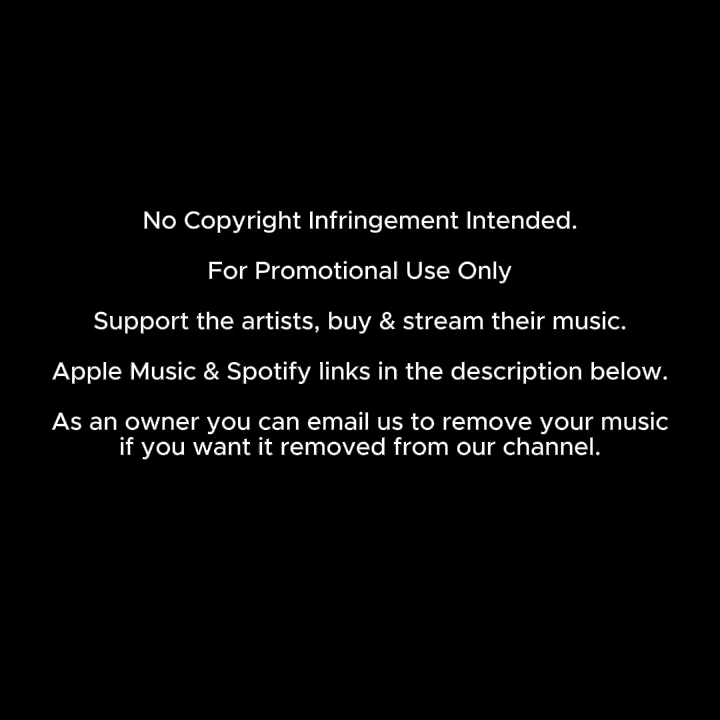 No Copyright Infringement Intended.
For Promotional Use Only
Support the artists, buy & stream their music.
Apple Music & Spotify links in the description below.
As an owner you can email us to remove your music
if you want it removed from our channel.